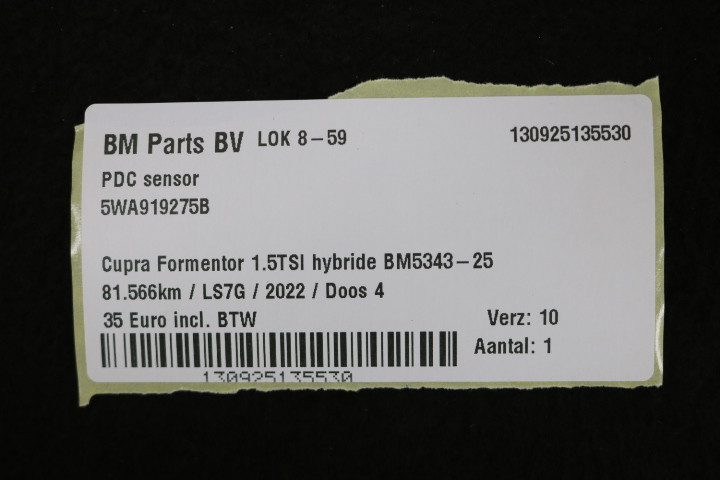 BM Parts BV LOK 8-59 130925135530
PDC sensor
5WA919275B
Cupra Formentor 1.5TSI hybride BM5343-25
81.566km / LS7G / 2022 / Doos 4
35 Euro incl. BTW Verz: 10
Aantal: 1
130925135530